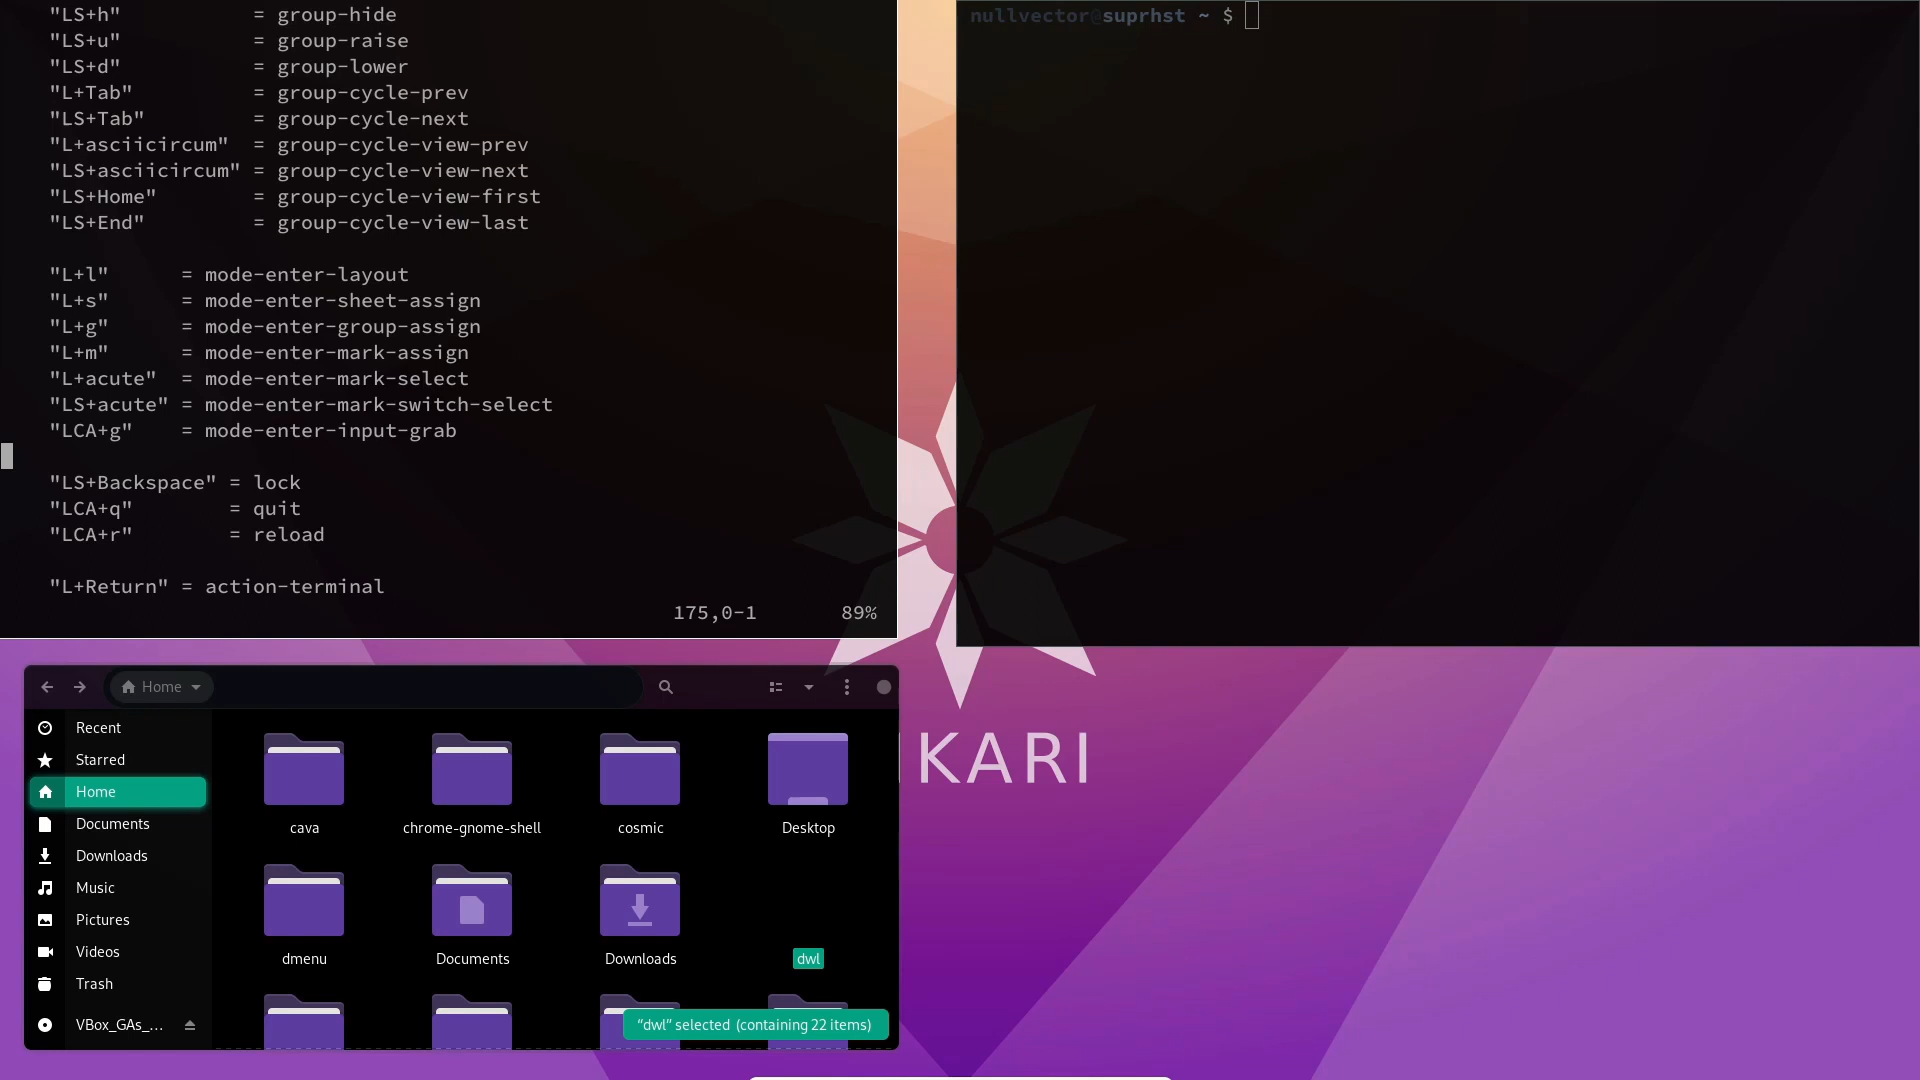 "LS+h" = group-hide
"LS+u" = group-raise
"LS+d" = group-lower
"L+Tab" = group-cycle-prev
"LS+Tab" = group-cycle-next
"L+asciicircum" = group-cycle-view-prev
"LS+asciicircum" = group-cycle-view-next
"LS+Home" = group-cycle-view-first
"LS+End" = group-cycle-view-last
"L+l" = mode-enter-layout
"L+s" = mode-enter-sheet-assign
"L+g" = mode-enter-group-assign
"L+m" = mode-enter-mark-assign
"L+acute" = mode-enter-mark-select
"LS+acute" = mode-enter-mark-switch-select
"LCA+g" = mode-enter-input-grab
"LS+Backspace" = lock
"LCA+q" = quit
"LCA+r" = reload
"L+Return" = action-terminal
175,0-1 89%
nullvector@suprhst ~ $
KARI
Home
Recent
Starred
Home
Documents
Downloads
Music
Pictures
Videos
Trash
VBox_GAs_...
cava
chrome-gnome-shell
cosmic
Desktop
dmenu
Documents
Downloads
dwl
“dwl” selected (containing 22 items)